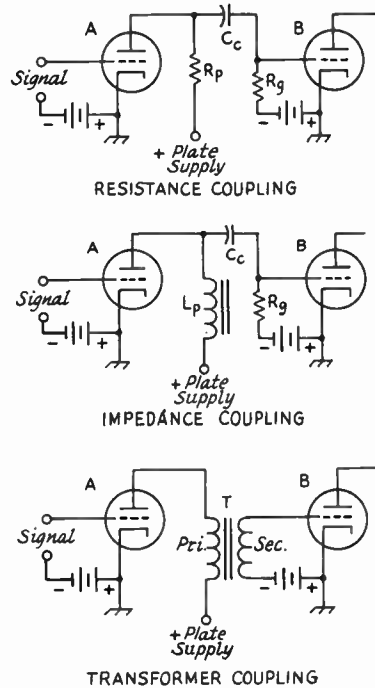 A
B
Signal
Rp
Cc
Rg
- +
- +
+ Plate
Supply
RESISTANCE COUPLING
A
B
Signal
Lp
Cc
Rg
- +
- +
+ Plate
Supply
IMPEDANCE COUPLING
A
B
T
Signal
Pri.
Sec.
- +
- +
+ Plate
Supply
TRANSFORMER COUPLING